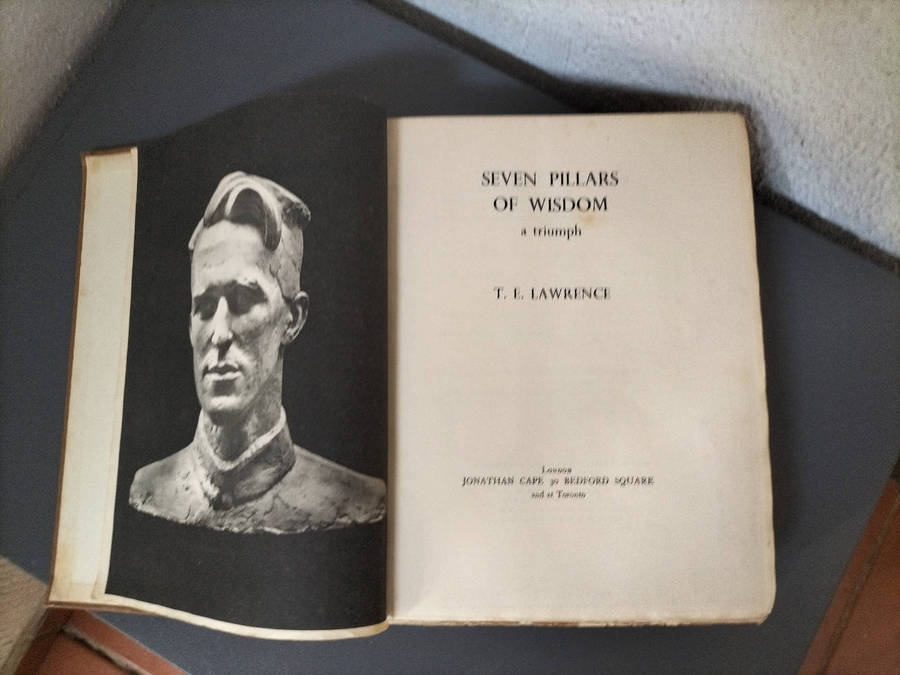 SEVEN PILLARS
OF WISDOM
a triumph
T. E. LAWRENCE
London
JONATHAN CAPE 30 BEDFORD SQUARE
and at Toronto